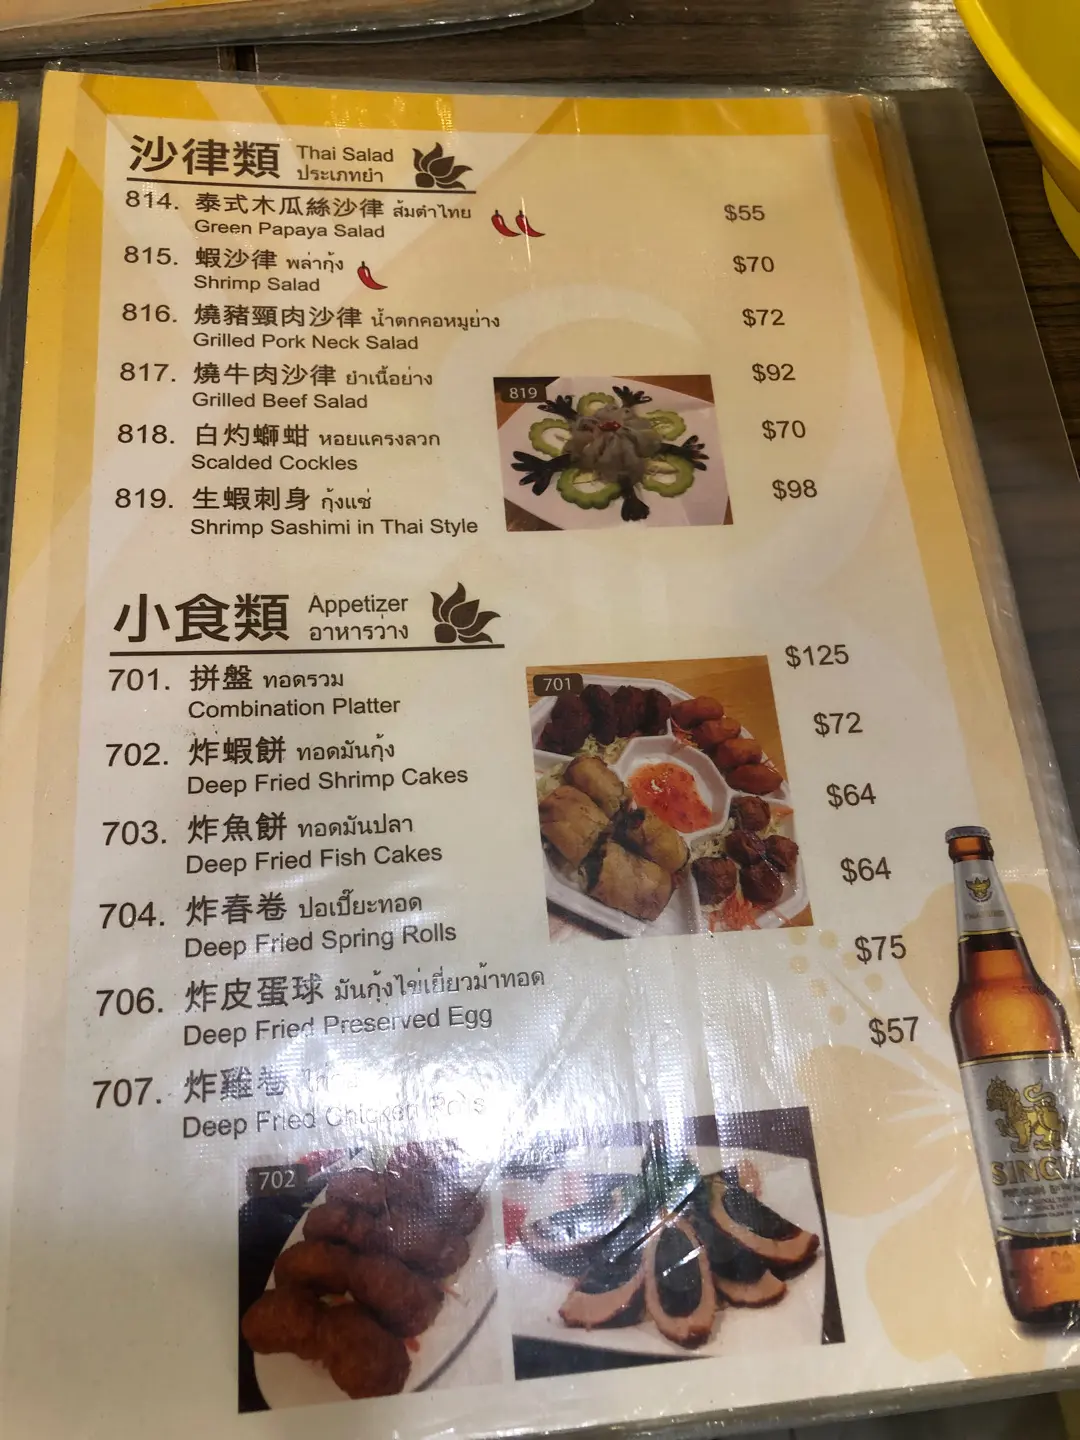 沙律類 Thai Salad
ประเภทยำ
814. 泰式木瓜絲沙律 ส้มตำไทย $55
Green Papaya Salad
815. 蝦沙律 พล่ากุ้ง $70
Shrimp Salad
816. 燒豬頸肉沙律 น้ำตกคอหมูย่าง $72
Grilled Pork Neck Salad
817. 燒牛肉沙律 ยำเนื้อย่าง $92
Grilled Beef Salad
818. 白灼螄蚶 หอยแครงลวก $70
Scalded Cockles
819. 生蝦刺身 กุ้งแช่ $98
Shrimp Sashimi in Thai Style
819
小食類 Appetizer
อาหารว่าง
701. 拼盤 ทอดรวม $125
Combination Platter
702. 炸蝦餅 ทอดมันกุ้ง $72
Deep Fried Shrimp Cakes
703. 炸魚餅 ทอดมันปลา $64
Deep Fried Fish Cakes
704. 炸春卷 ปอเปี๊ยะทอด $64
Deep Fried Spring Rolls
706. 炸皮蛋球 มันกุ้งไข่เยี่ยวม้าทอด $75
Deep Fried Preserved Egg
707. 炸雞卷 $57
Deep Fried Chicken
701
702
706